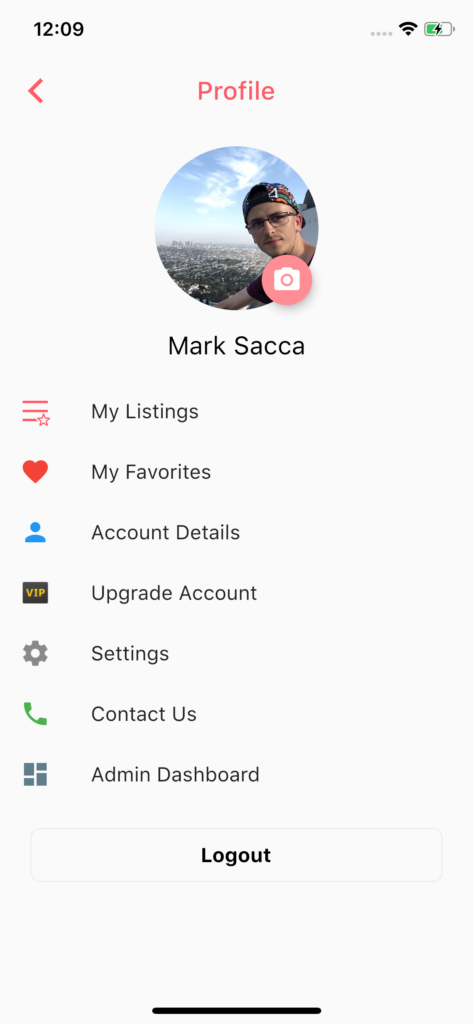 12:09
Profile
Mark Sacca
My Listings
My Favorites
Account Details
VIP
Upgrade Account
Settings
Contact Us
Admin Dashboard
Logout